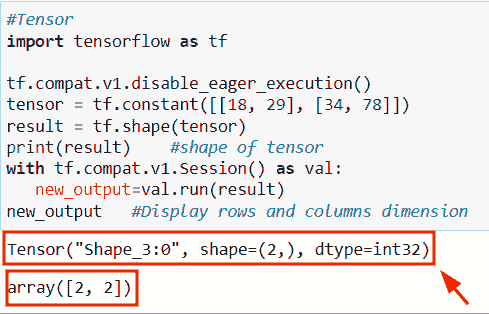 #Tensor
import tensorflow as tf
tf.compat.v1.disable_eager_execution()
tensor = tf.constant([[18, 29], [34, 78]])
result = tf.shape(tensor)
print(result)    #shape of tensor
with tf.compat.v1.Session() as val:
   new_output=val.run(result)
new_output   #Display rows and columns dimension
Tensor("Shape_3:0", shape=(2,), dtype=int32)
array([2, 2])